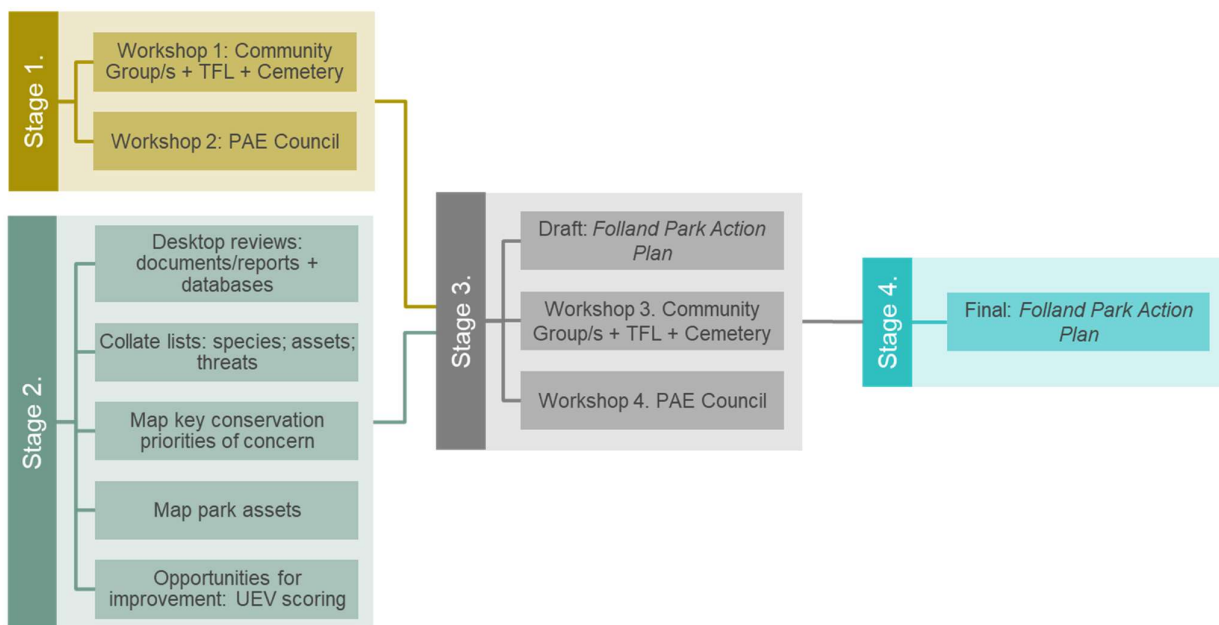 Stage 1.
Workshop 1: Community
Group/s + TFL + Cemetery
Workshop 2: PAE Council
Stage 2.
Desktop reviews:
documents/reports +
databases
Collate lists: species; assets;
threats
Map key conservation
priorities of concern
Map park assets
Opportunities for
improvement: UEV scoring
Stage 3.
Draft: Folland Park Action
Plan
Workshop 3. Community
Group/s + TFL + Cemetery
Workshop 4. PAE Council
Stage 4.
Final: Folland Park Action
Plan